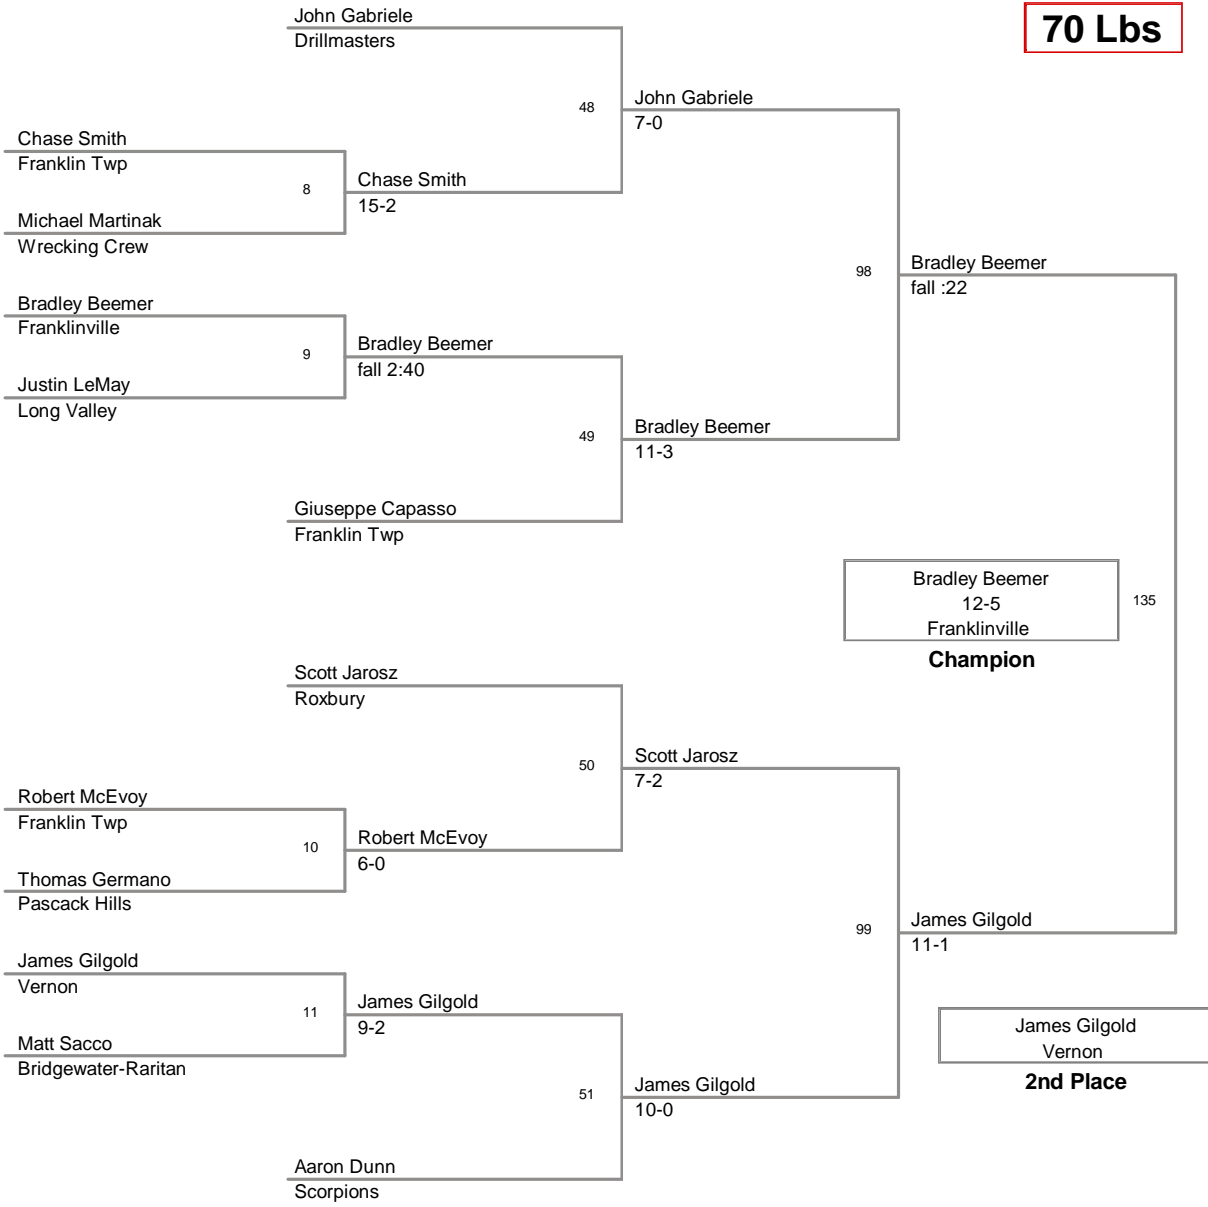 John Gabriele
Drillmasters
70 Lbs
48
John Gabriele
7-0
Chase Smith
Franklin Twp
8
Chase Smith
15-2
Michael Martinak
Wrecking Crew
98
Bradley Beemer
fall :22
Bradley Beemer
Franklinville
9
Bradley Beemer
fall 2:40
Justin LeMay
Long Valley
49
Bradley Beemer
11-3
Giuseppe Capasso
Franklin Twp
Bradley Beemer
12-5
Franklinville
135
Champion
Scott Jarosz
Roxbury
50
Scott Jarosz
7-2
Robert McEvoy
Franklin Twp
10
Robert McEvoy
6-0
Thomas Germano
Pascack Hills
99
James Gilgold
11-1
James Gilgold
Vernon
11
James Gilgold
9-2
Matt Sacco
Bridgewater-Raritan
James Gilgold
Vernon
2nd Place
51
James Gilgold
10-0
Aaron Dunn
Scorpions